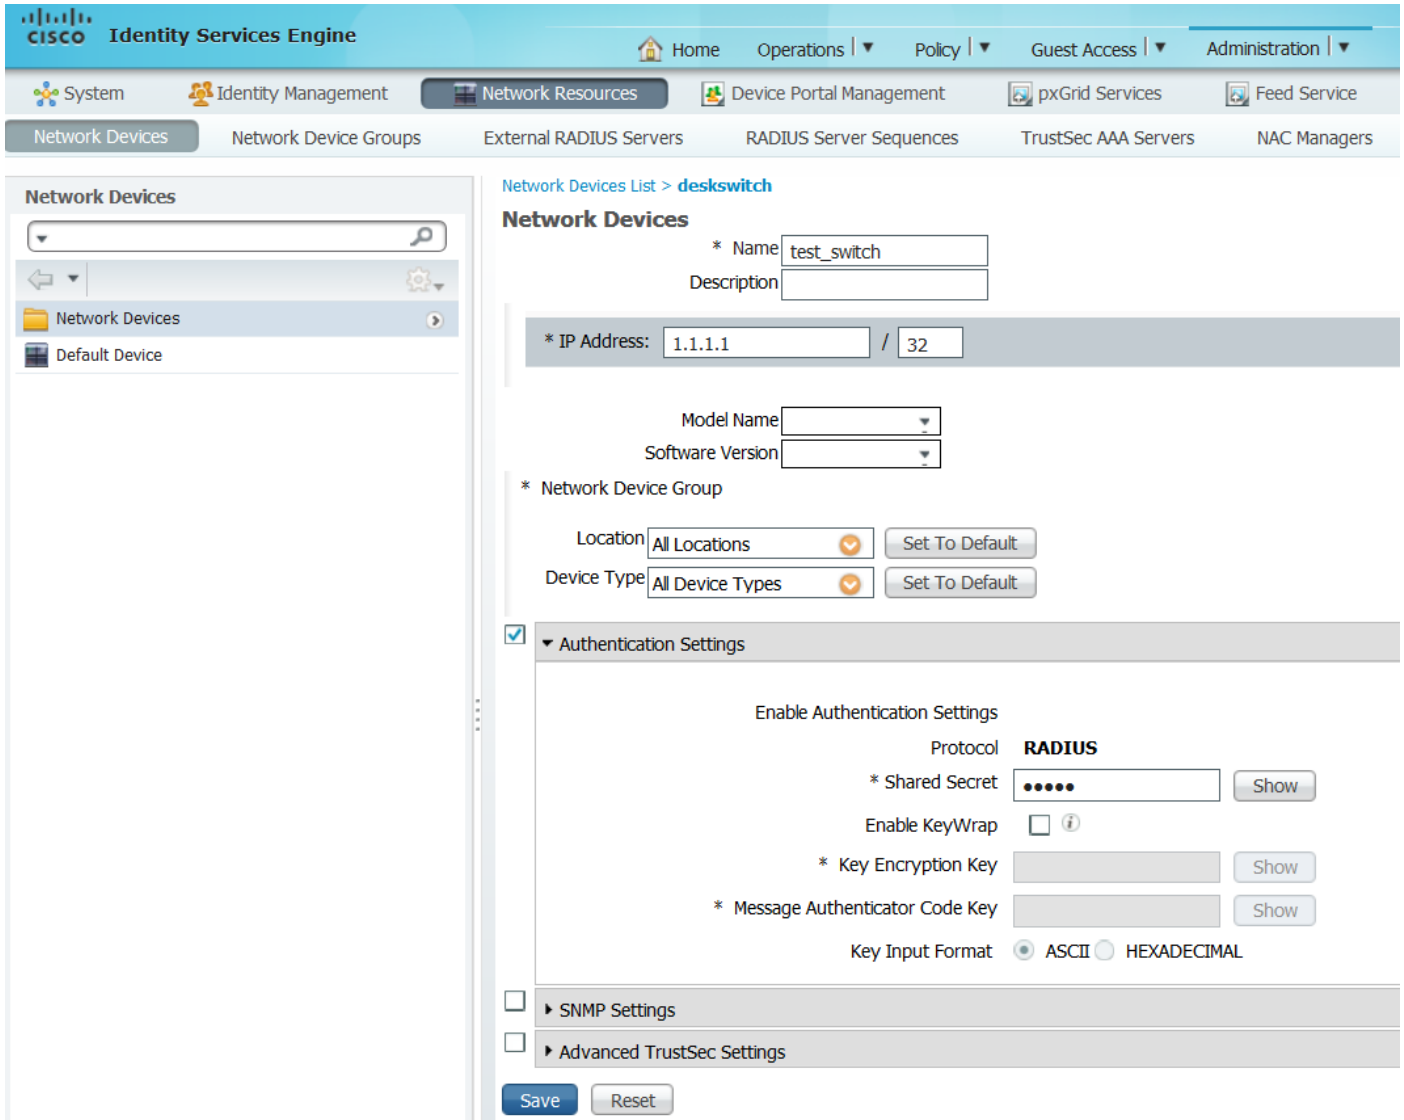 CISCO Identity Services Engine
Home Operations Policy Guest Access Administration
System Identity Management Network Resources Device Portal Management pxGrid Services Feed Service
Network Devices Network Device Groups External RADIUS Servers RADIUS Server Sequences TrustSec AAA Servers NAC Managers
Network Devices
Network Devices
Default Device
Network Devices List > deskswitch
Network Devices
* Name test_switch
Description
* IP Address: 1.1.1.1 / 32
Model Name
Software Version
* Network Device Group
Location All Locations Set To Default
Device Type All Device Types Set To Default
Authentication Settings
Enable Authentication Settings
Protocol RADIUS
* Shared Secret ••••• Show
Enable KeyWrap i
* Key Encryption Key Show
* Message Authenticator Code Key Show
Key Input Format ASCII HEXADECIMAL
SNMP Settings
Advanced TrustSec Settings
Save Reset